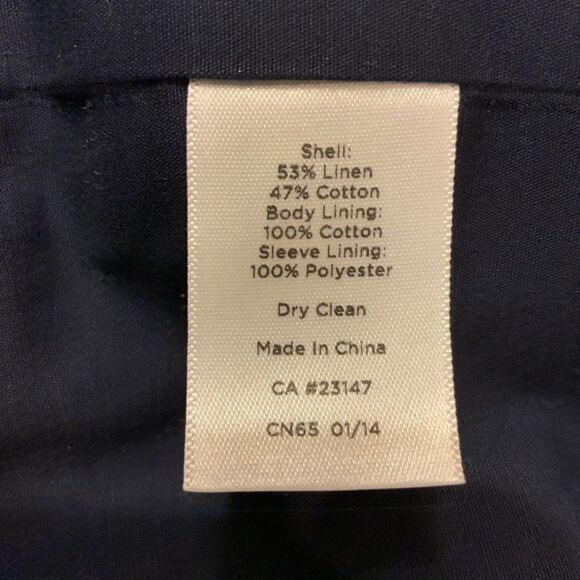 Shell:
53% Linen
47% Cotton
Body Lining:
100% Cotton
Sleeve Lining:
100% Polyester
Dry Clean
Made In China
CA #23147
CN65 01/14